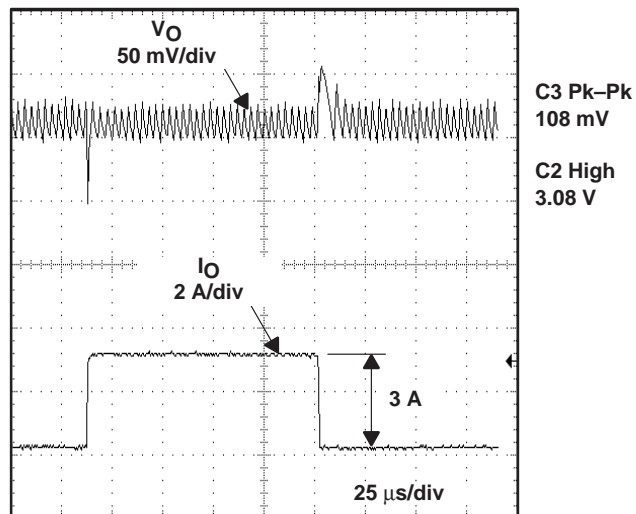 VO
50 mV/div
C3 Pk–Pk
108 mV
C2 High
3.08 V
IO
2 A/div
3 A
25 µs/div